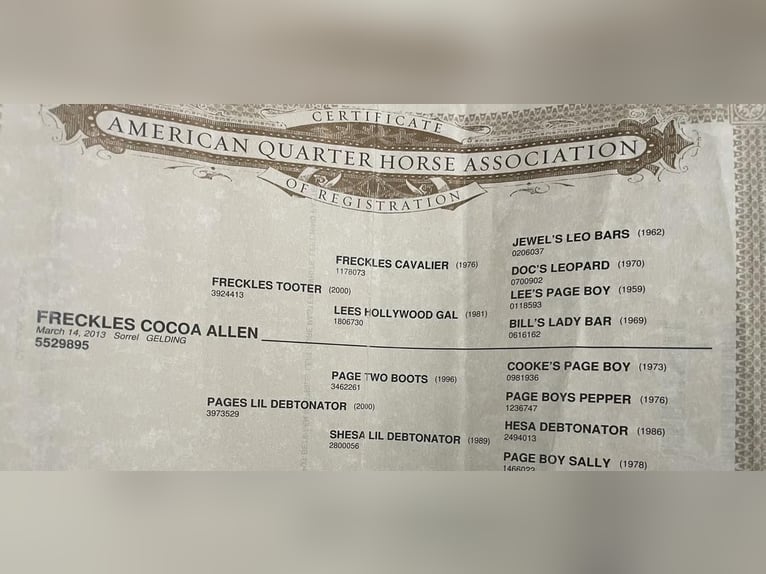 CERTIFICATE
AMERICAN QUARTER HORSE ASSOCIATION
OF REGISTRATION
JEWEL'S LEO BARS (1962)
0206037
FRECKLES CAVALIER (1976)
1178073
DOC'S LEOPARD (1970)
0700902
FRECKLES TOOTER (2000)
3924413
LEE'S PAGE BOY (1959)
0118593
LEES HOLLYWOOD GAL (1981)
1806730
BILL'S LADY BAR (1969)
0616162
FRECKLES COCOA ALLEN
March 14, 2013 Sorrel GELDING
5529895
COOKE'S PAGE BOY (1973)
0981936
PAGE TWO BOOTS (1996)
3462261
PAGE BOYS PEPPER (1976)
1236747
PAGES LIL DEBTONATOR (2000)
3973529
HESA DEBTONATOR (1986)
2494013
SHESA LIL DEBTONATOR (1989)
2800056
PAGE BOY SALLY (1978)